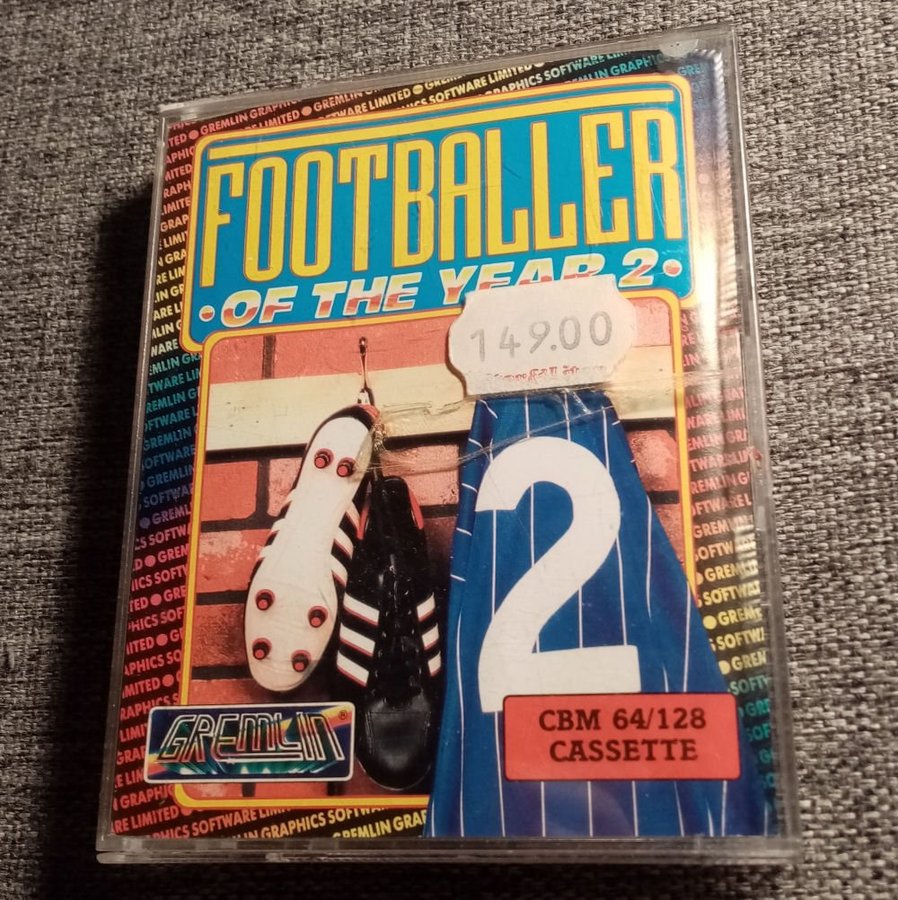 FOOTBALLER
•OF THE YEAR 2•
149.00
2
GREMLIN®
CBM 64/128
CASSETTE
GREMLIN GRAPHICS SOFTWARE LIMITED